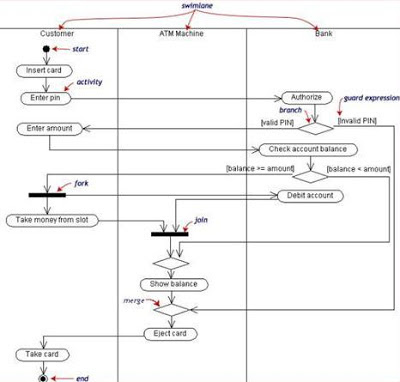 swimlane
Customer
ATM Machine
Bank
start
Insert card
activity
Enter pin
Authorize
guard expression
branch
[valid PIN]
[Invalid PIN]
Enter amount
Check account balance
[balance >= amount]
[balance < amount]
fork
Debit account
Take money from slot
join
Show balance
merge
Eject card
Take card
end